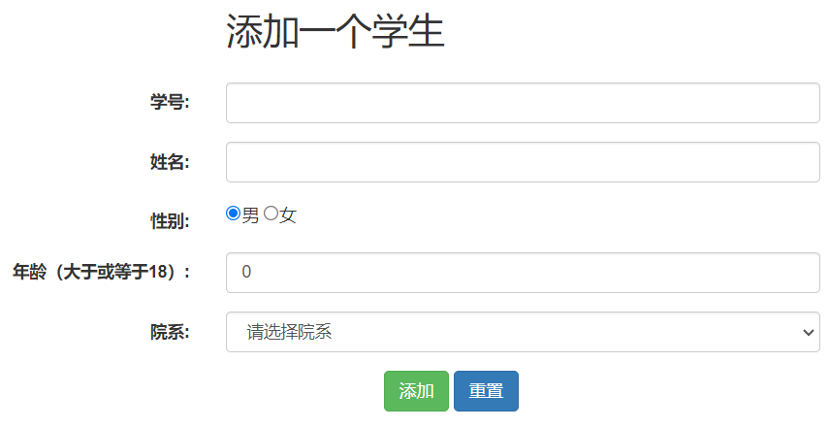 添加一个学生
学号:
姓名:
性别: 男 女
年龄（大于或等于18）: 0
院系: 请选择院系
添加 重置